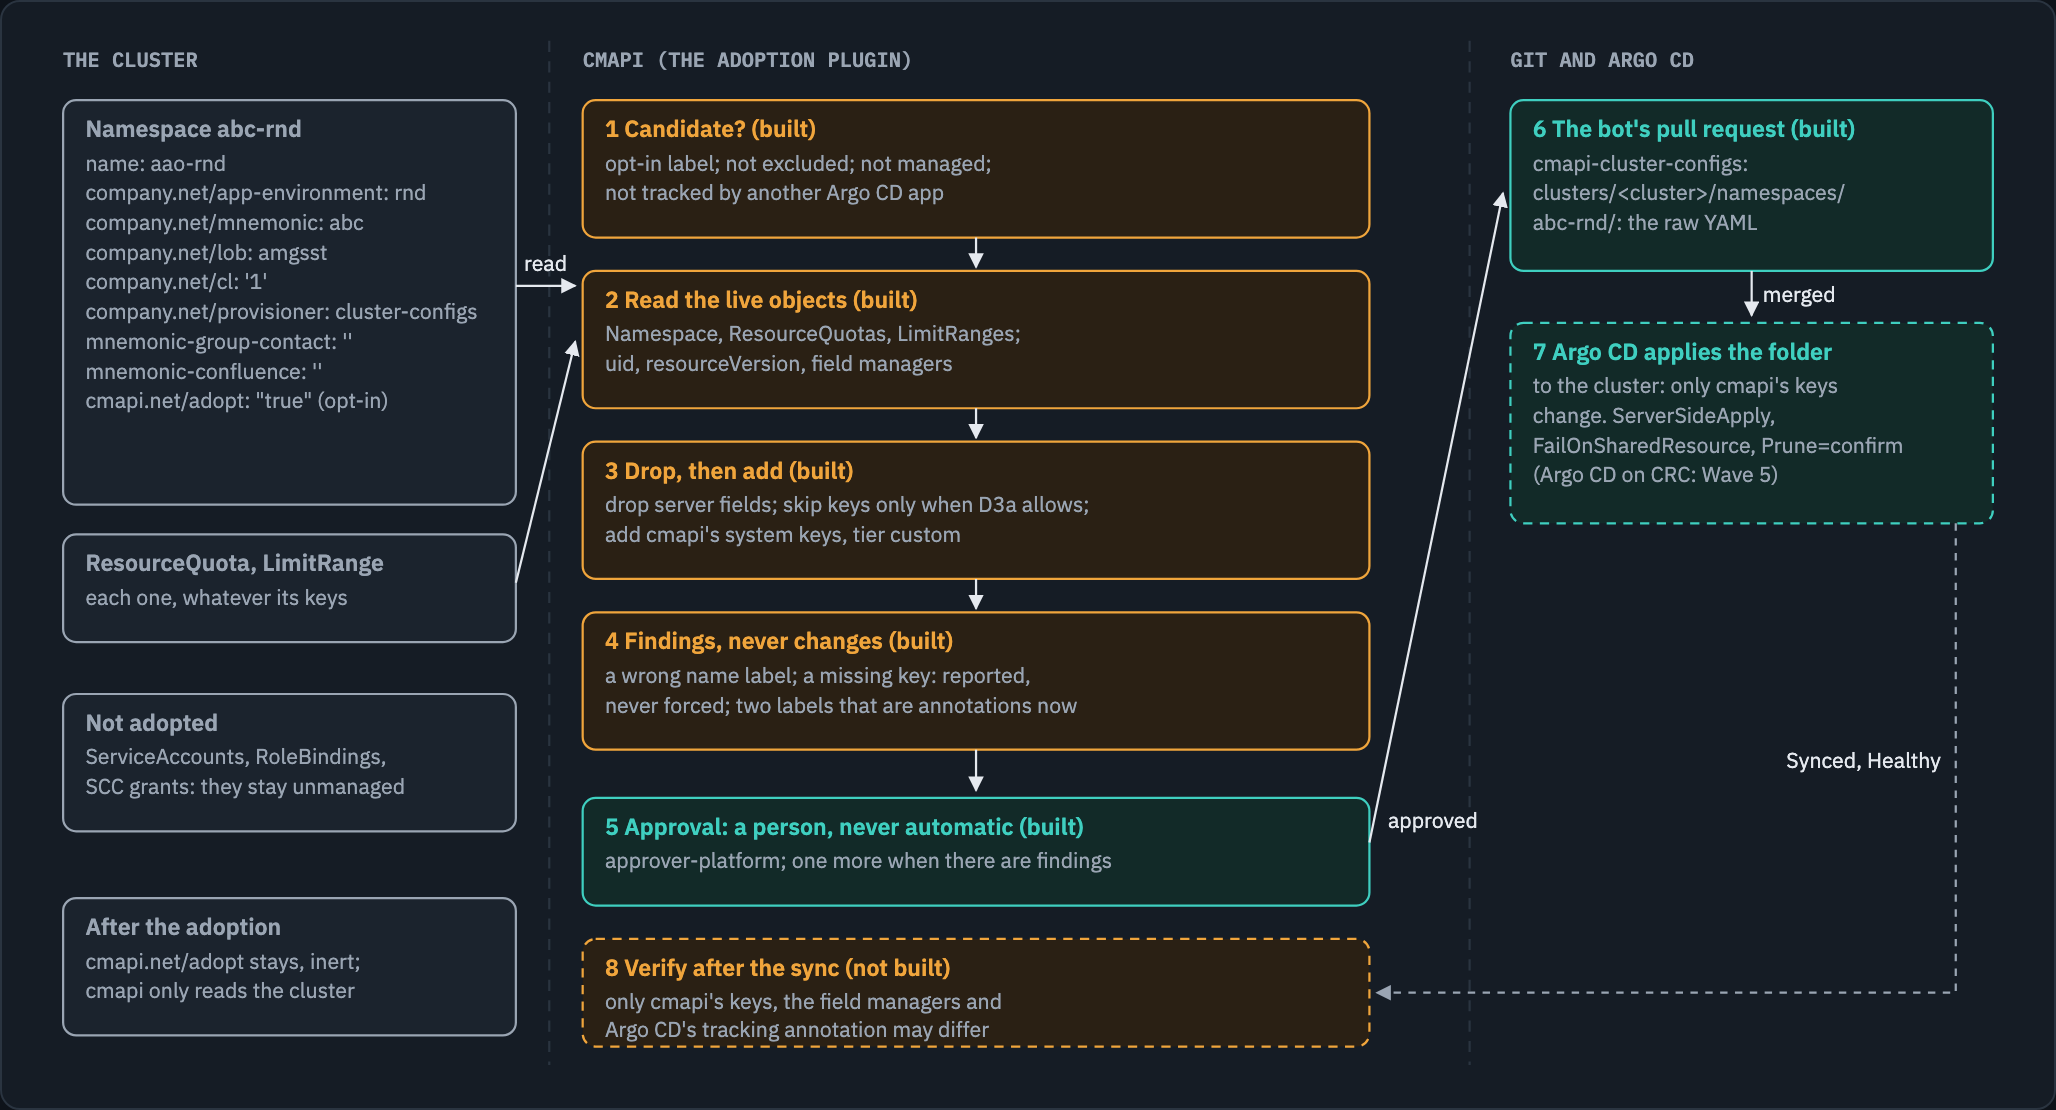 THE CLUSTER
Namespace abc-rnd
name: aao-rnd
company.net/app-environment: rnd
company.net/mnemonic: abc
company.net/lob: amgsst
company.net/cl: '1'
company.net/provisioner: cluster-configs
mnemonic-group-contact: ''
mnemonic-confluence: ''
cmapi.net/adopt: "true" (opt-in)
ResourceQuota, LimitRange
each one, whatever its keys
Not adopted
ServiceAccounts, RoleBindings,
SCC grants: they stay unmanaged
After the adoption
cmapi.net/adopt stays, inert;
cmapi only reads the cluster
read
CMAPI (THE ADOPTION PLUGIN)
1 Candidate? (built)
opt-in label; not excluded; not managed;
not tracked by another Argo CD app
2 Read the live objects (built)
Namespace, ResourceQuotas, LimitRanges;
uid, resourceVersion, field managers
3 Drop, then add (built)
drop server fields; skip keys only when D3a allows;
add cmapi's system keys, tier custom
4 Findings, never changes (built)
a wrong name label; a missing key: reported,
never forced; two labels that are annotations now
5 Approval: a person, never automatic (built)
approver-platform; one more when there are findings
approved
8 Verify after the sync (not built)
only cmapi's keys, the field managers and
Argo CD's tracking annotation may differ
GIT AND ARGO CD
6 The bot's pull request (built)
cmapi-cluster-configs:
clusters/<cluster>/namespaces/
abc-rnd/: the raw YAML
merged
7 Argo CD applies the folder
to the cluster: only cmapi's keys
change. ServerSideApply,
FailOnSharedResource, Prune=confirm
(Argo CD on CRC: Wave 5)
Synced, Healthy